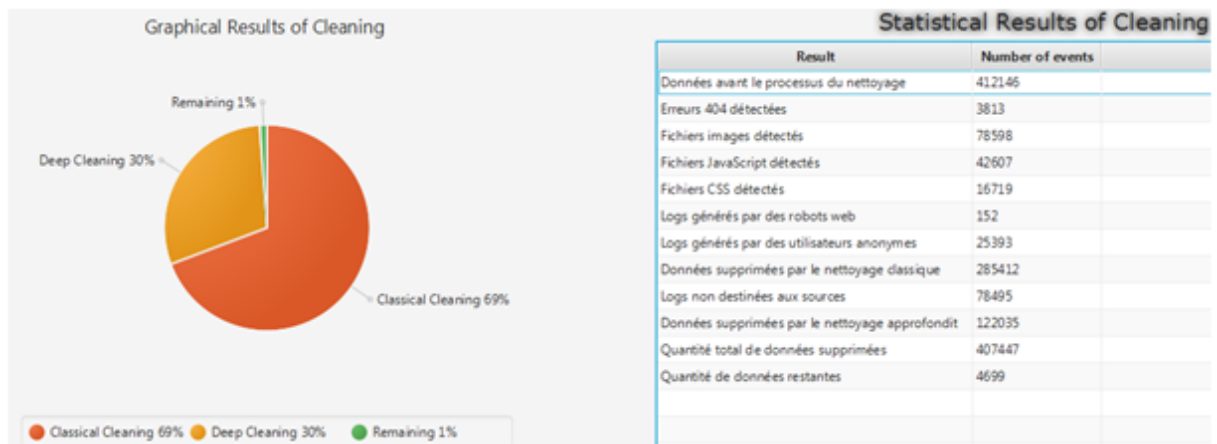 Graphical Results of Cleaning
Remaining 1%
Deep Cleaning 30%
Classical Cleaning 69%
Classical Cleaning 69% Deep Cleaning 30% Remaining 1%
Statistical Results of Cleaning
Result Number of events
Données avant le processus du nettoyage 412146
Erreurs 404 détectées 3813
Fichiers images détectés 78598
Fichiers JavaScript détectés 42607
Fichiers CSS détectés 16719
Logs générés par des robots web 152
Logs générés par des utilisateurs anonymes 25393
Données supprimées par le nettoyage classique 285412
Logs non destinées aux sources 78495
Données supprimées par le nettoyage approfondit 122035
Quantité total de données supprimées 407447
Quantité de données restantes 4699